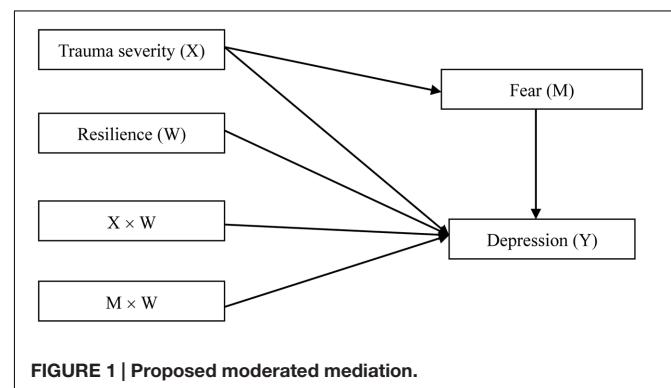 Trauma severity (X)
Fear (M)
Resilience (W)
X × W
Depression (Y)
M × W
FIGURE 1 | Proposed moderated mediation.